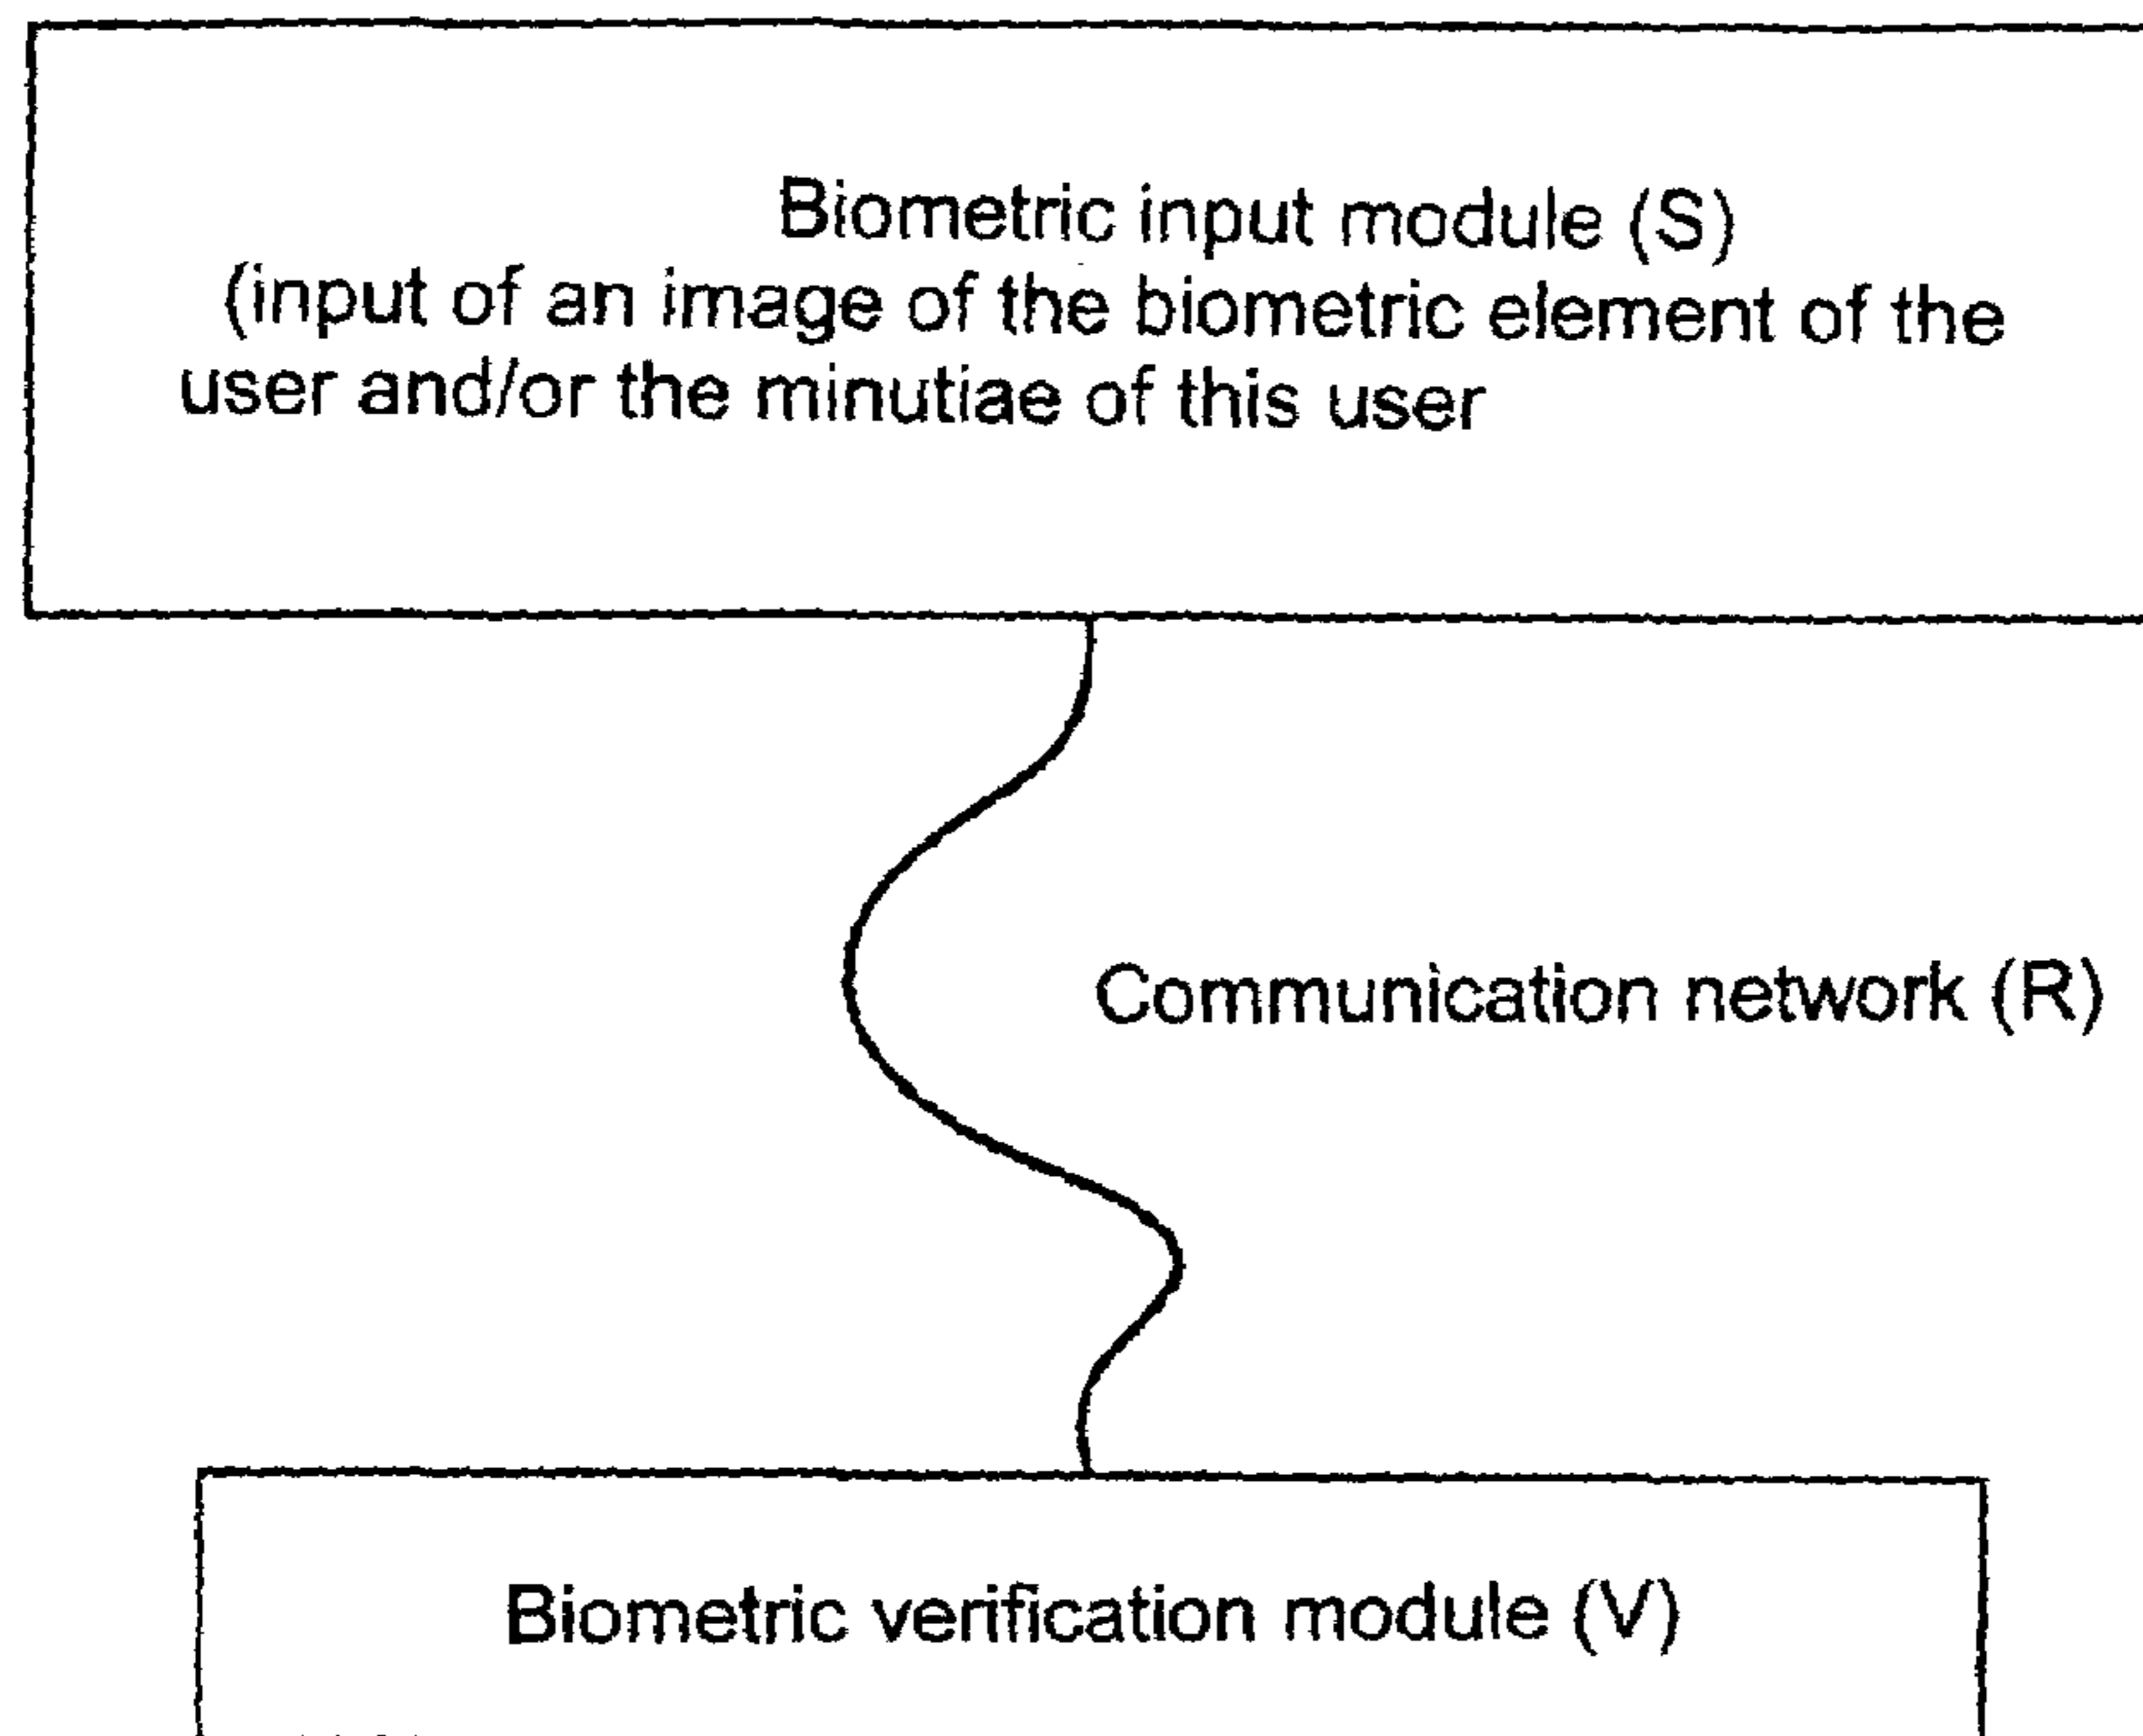 Biometric input module (S)
(input of an image of the biometric element of the
user and/or the minutiae of this user
Communication network (R)
Biometric verification module (V)